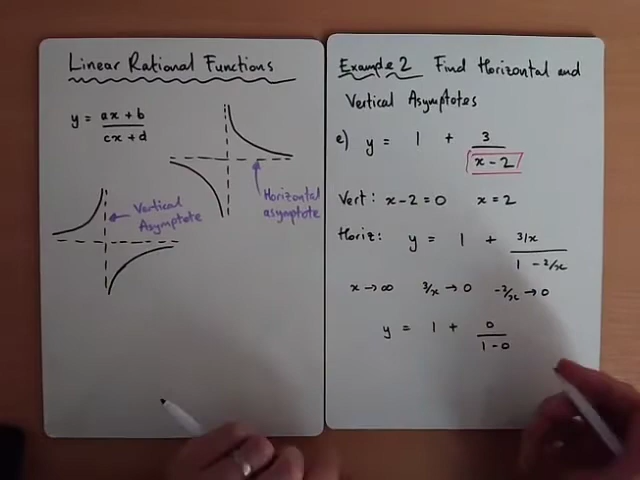 Linear Rational Functions
y = ax + b / cx + d
Horizontal
asymptote
Vertical
Asymptote
Example 2 Find Horizontal and
Vertical Asymptotes
e) y = 1 + 3 / x - 2
Vert: x - 2 = 0 x = 2
Horiz: y = 1 + 3/x / 1 - 2/x
x → ∞ 3/x → 0 -2/x → 0
y = 1 + 0 / 1 - 0